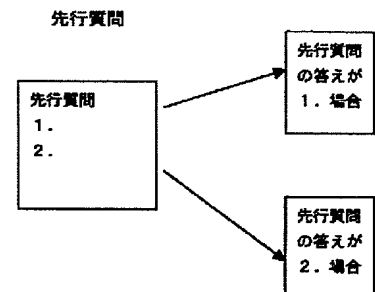 先行質問
先行質問
1.
2.
先行質問
の答えが
1. 場合
先行質問
の答えが
2. 場合